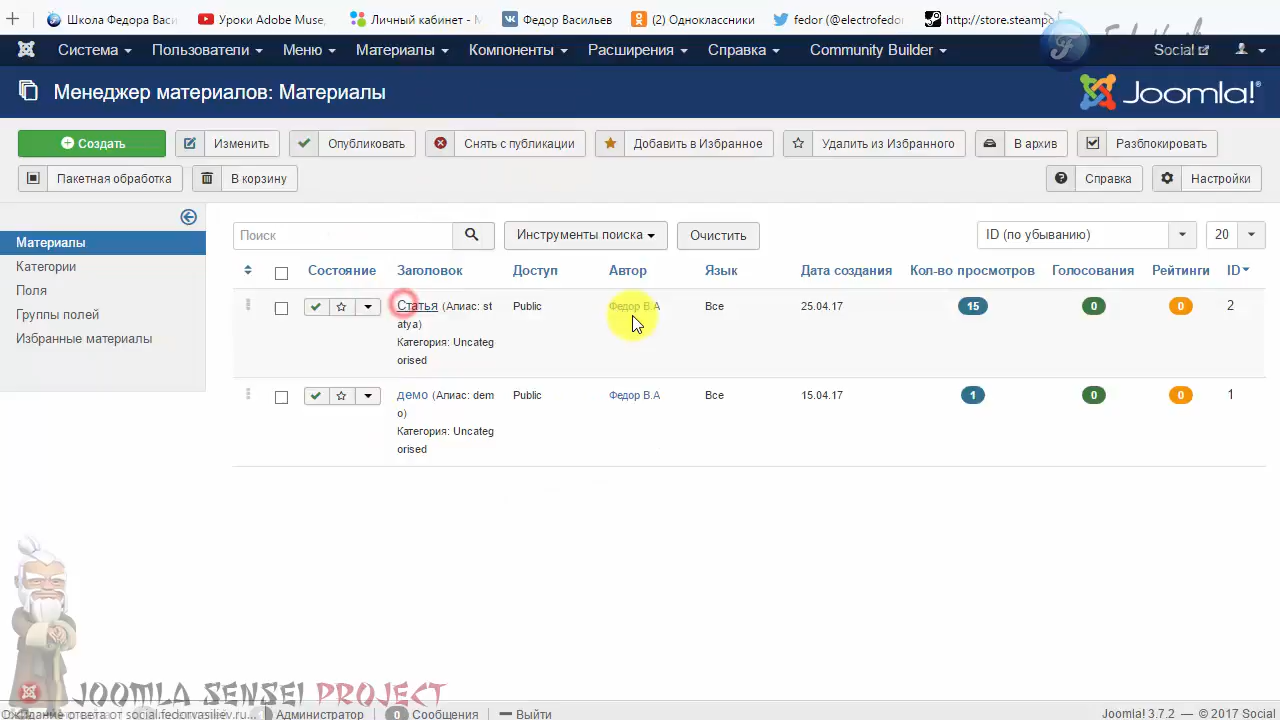 Школа Федора Васи
Уроки Adobe Muse,
Личный кабинет - М
Федор Васильев
(2) Одноклассники
fedor (@electrofedo
http://store.steampo
Система
Пользователи
Меню
Материалы
Компоненты
Расширения
Справка
Community Builder
Social
Менеджер материалов: Материалы
Joomla!®
Создать
Изменить
Опубликовать
Снять с публикации
Добавить в Избранное
Удалить из Избранного
В архив
Разблокировать
Пакетная обработка
В корзину
Справка
Настройки
Материалы
Категории
Поля
Группы полей
Избранные материалы
Поиск
Инструменты поиска
Очистить
ID (по убыванию)
20
Состояние
Заголовок
Доступ
Автор
Язык
Дата создания
Кол-во просмотров
Голосования
Рейтинги
ID
Статья (Алиас: st
atya)
Категория: Uncateg
orised
Public
Федор В.А
Все
25.04.17
15
0
0
2
демо (Алиас: dem
o)
Категория: Uncateg
orised
Public
Федор В.А
Все
15.04.17
1
0
0
1
JOOMLA SENSEI PROJECT
Ожидание ответа от social.fedorvasiliev.ru...
Администратор
0 Сообщения
Выйти
Joomla! 3.7.2 — © 2017 Social